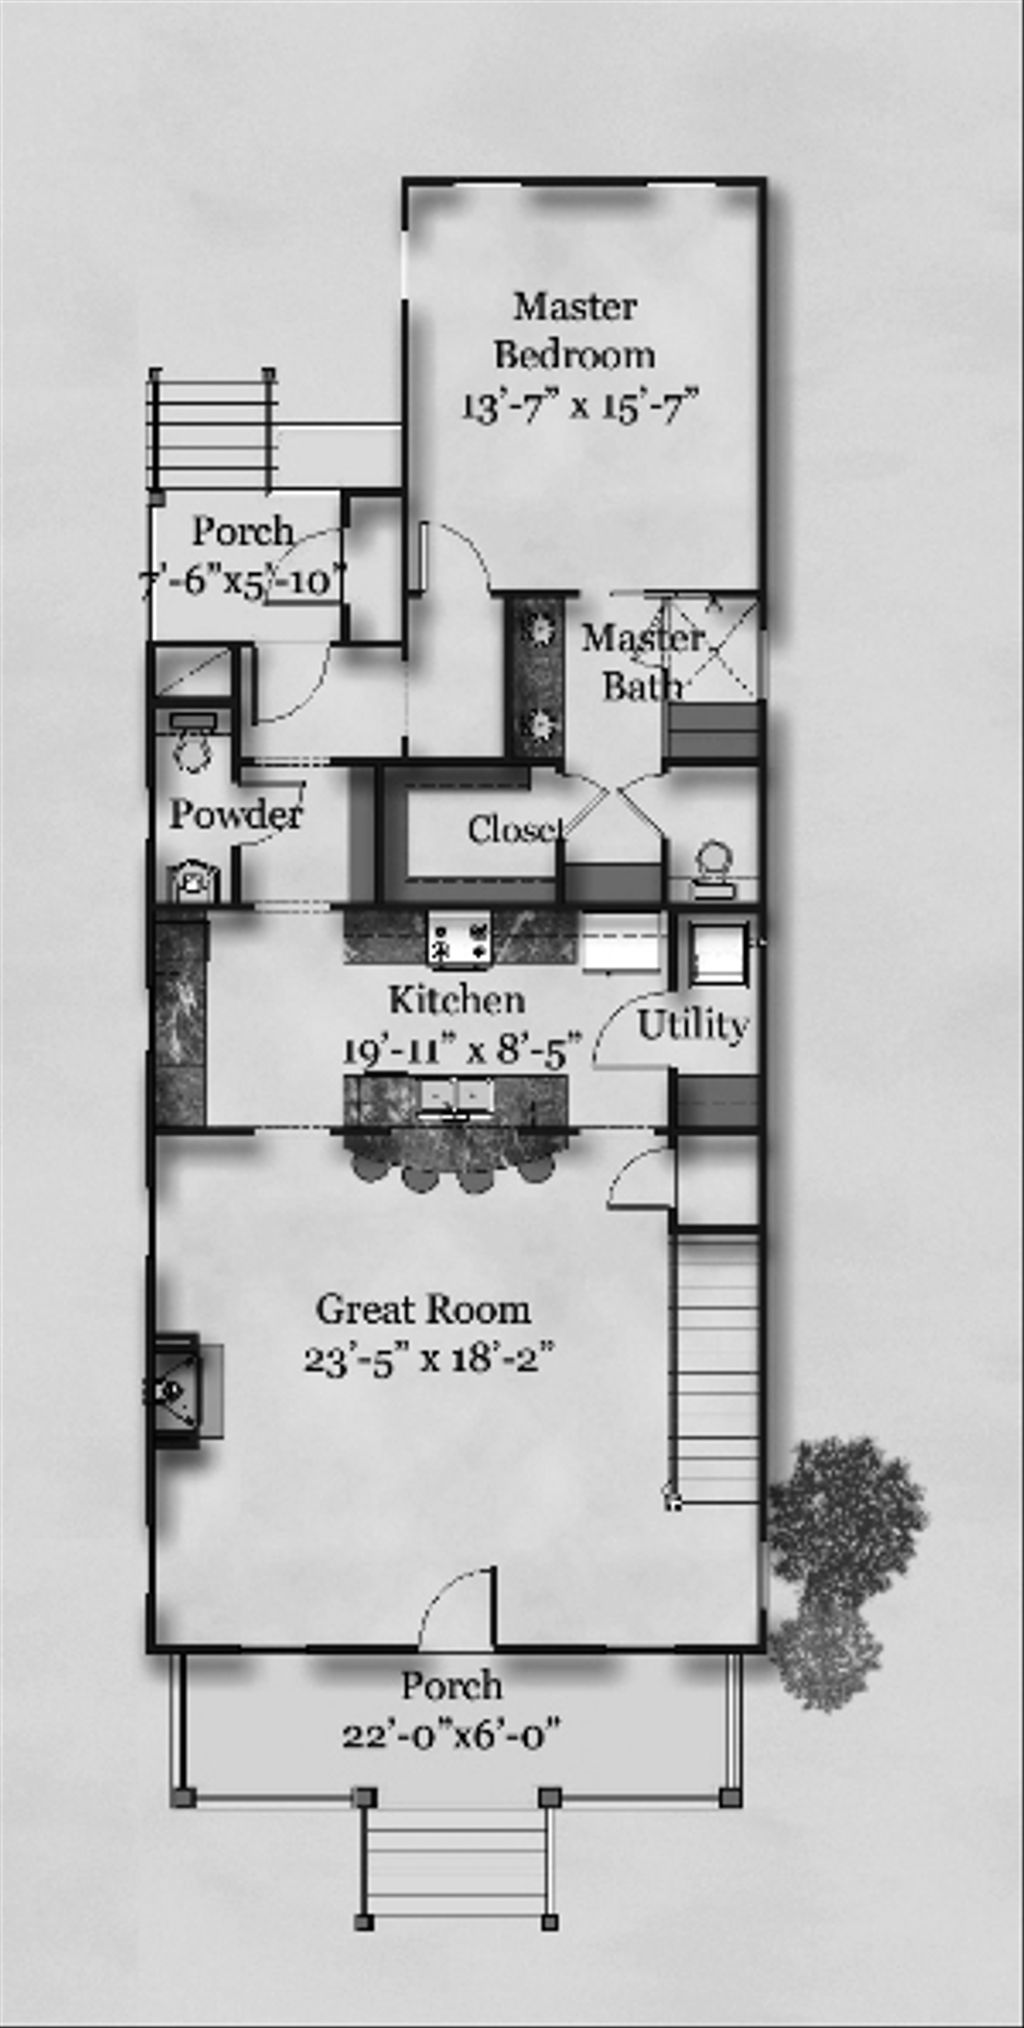 Master
Bedroom
13'-7" x 15'-7"
Porch
7'-6"x5'-10"
Master
Bath
Powder
Closet
Kitchen
19'-11" x 8'-5"
Utility
Great Room
23'-5" x 18'-2"
Porch
22'-0"x6'-0"